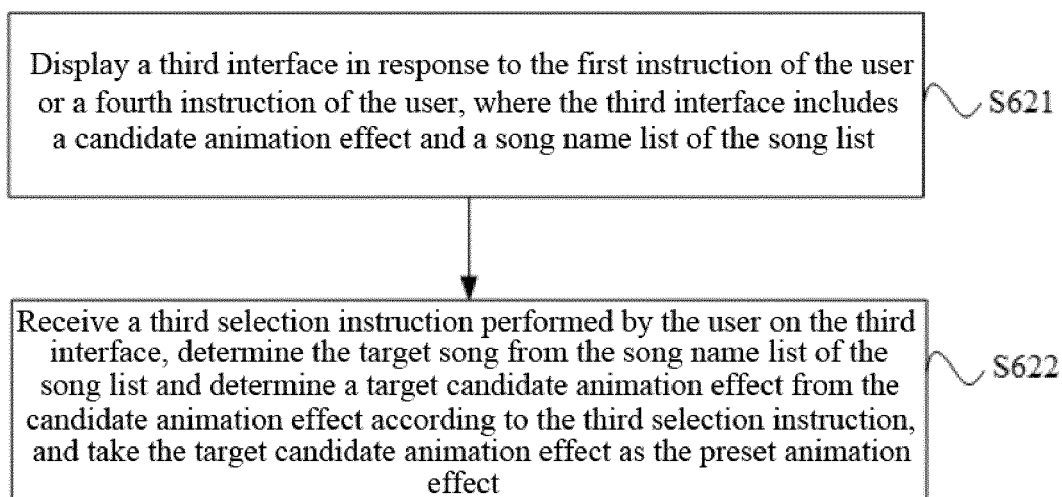 Display a third interface in response to the first instruction of the user
or a fourth instruction of the user, where the third interface includes
a candidate animation effect and a song name list of the song list
S621
Receive a third selection instruction performed by the user on the third
interface, determine the target song from the song name list of the
song list and determine a target candidate animation effect from the
candidate animation effect according to the third selection instruction,
and take the target candidate animation effect as the preset animation
effect
S622